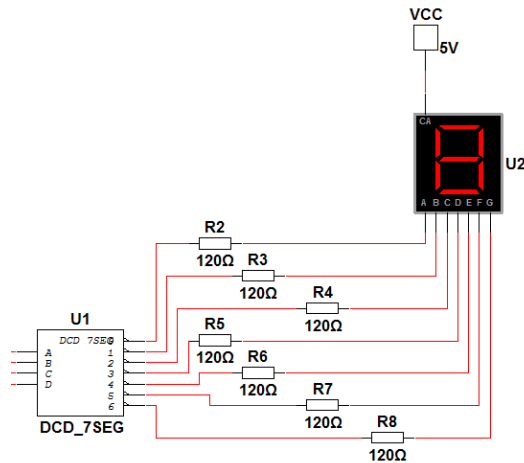 VCC
5V
CA
U2
A B C D E F G
R2
120Ω
R3
120Ω
R4
120Ω
U1
R5
120Ω
DCD 7SEG 0
A 1
B 2
C 3
D 4
5
6
R6
120Ω
R7
120Ω
R8
120Ω
DCD_7SEG